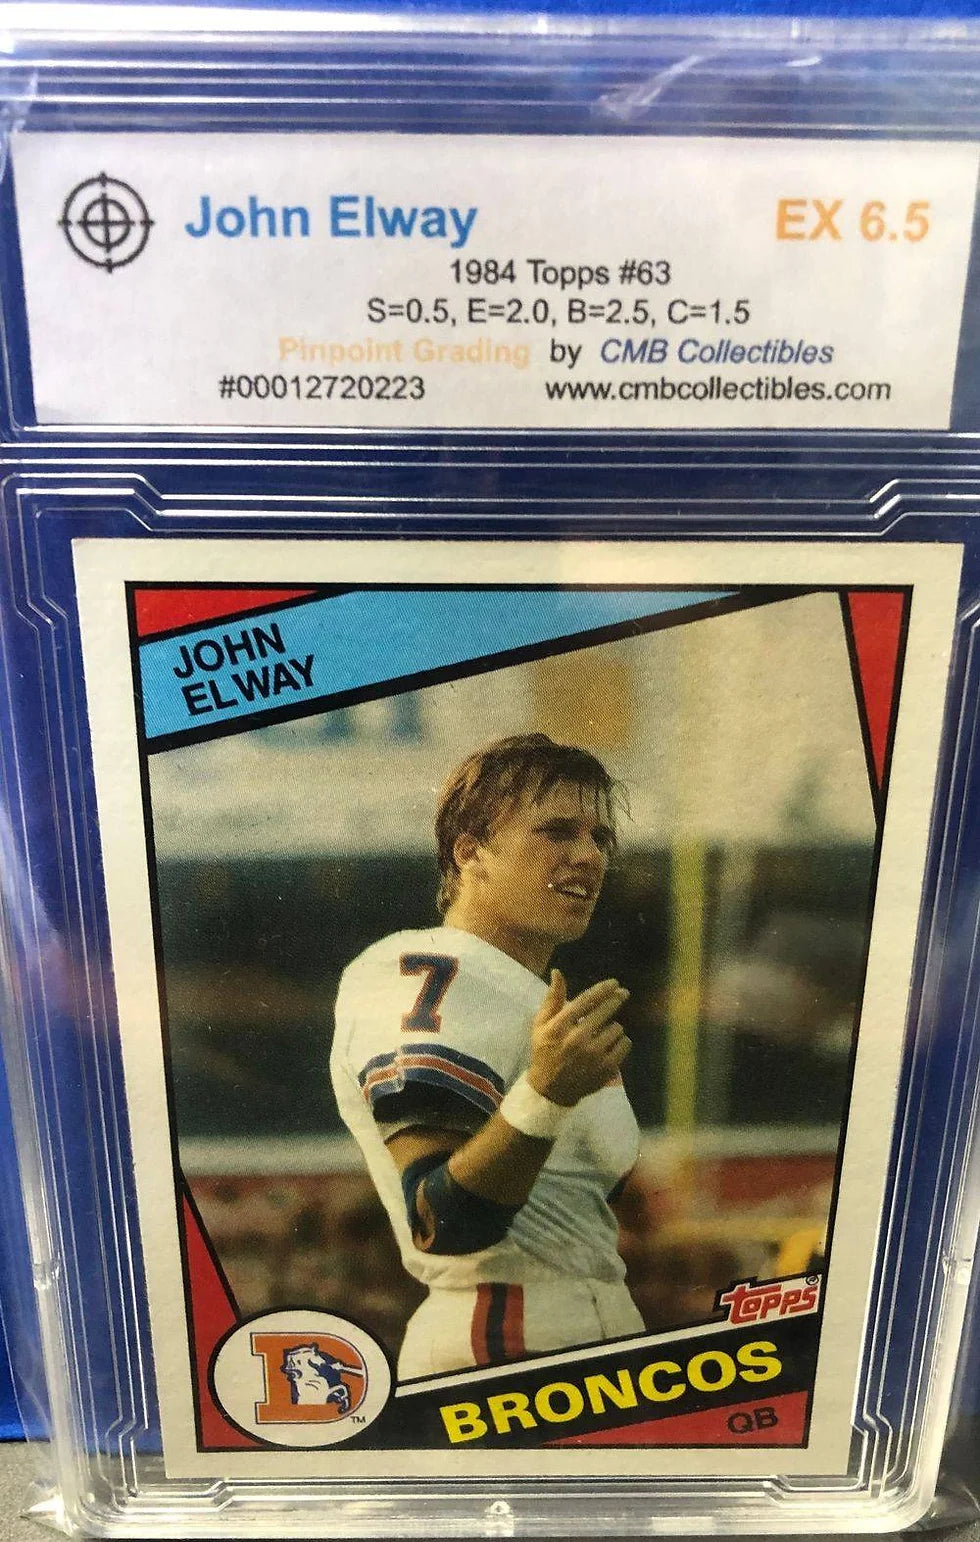 John Elway EX 6.5
1984 Topps #63
S=0.5, E=2.0, B=2.5, C=1.5
Pinpoint Grading by CMB Collectibles
#00012720223 www.cmbcollectibles.com
JOHN
ELWAY
7
TOPPS®
BRONCOS
D TM
QB